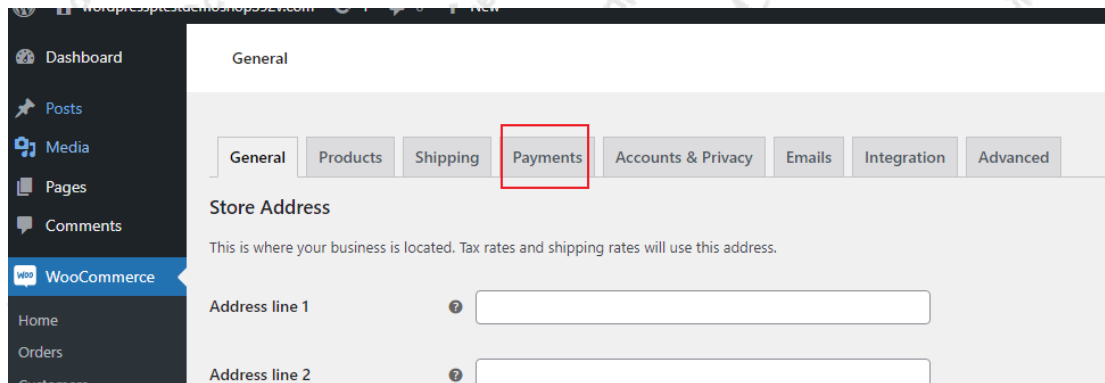 New
Dashboard
General
Posts
Media
General Products Shipping Payments Accounts & Privacy Emails Integration Advanced
Pages
Store Address
Comments
This is where your business is located. Tax rates and shipping rates will use this address.
WooCommerce
Address line 1
Home
Orders
Address line 2
Customers